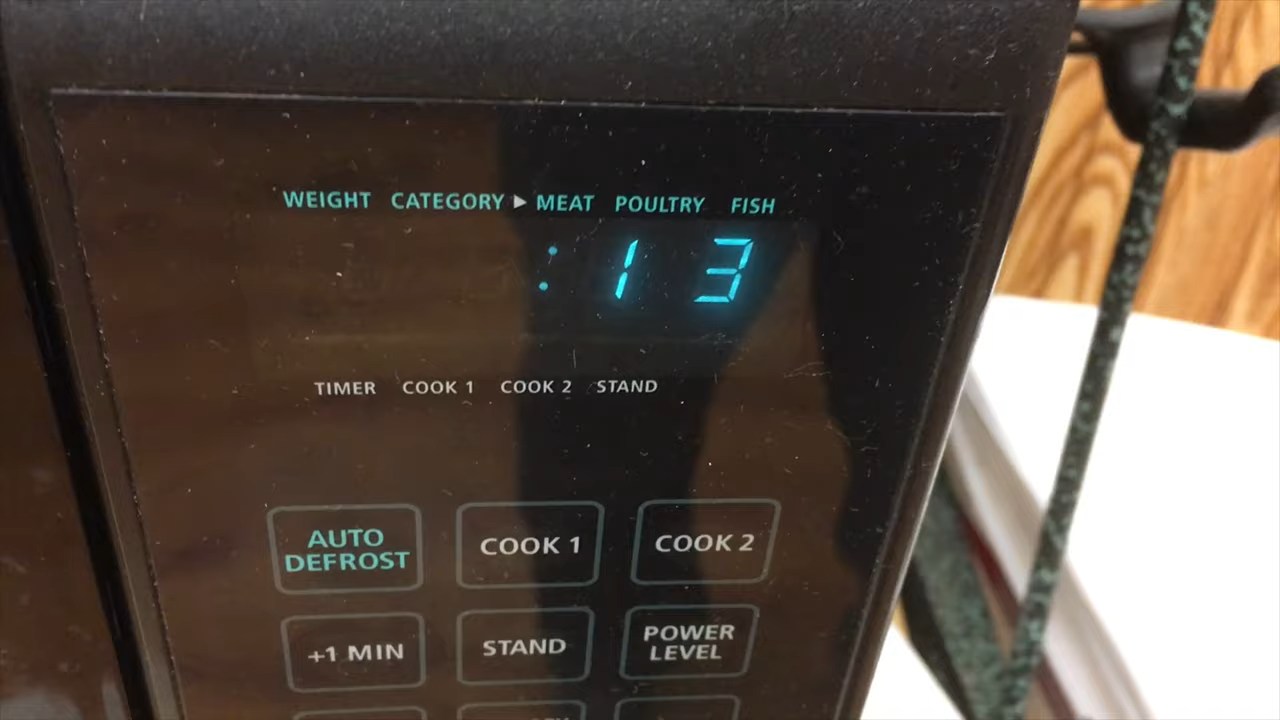 WEIGHT CATEGORY ▶ MEAT POULTRY FISH
:13
TIMER COOK 1 COOK 2 STAND
AUTO DEFROST COOK 1 COOK 2
+1 MIN STAND POWER LEVEL